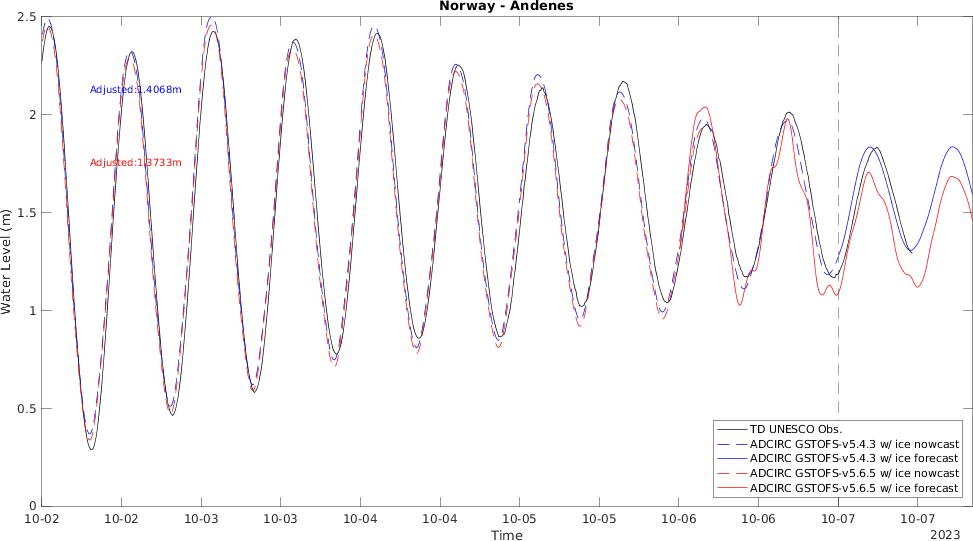 Norway - Andenes
2.5
2
1.5
1
0.5
0
Water Level (m)
Adjusted:1.4068m
Adjusted:1.3733m
TD UNESCO Obs.
ADCIRC GSTOFS-v5.4.3 w/ ice nowcast
ADCIRC GSTOFS-v5.4.3 w/ ice forecast
ADCIRC GSTOFS-v5.6.5 w/ ice nowcast
ADCIRC GSTOFS-v5.6.5 w/ ice forecast
10-02 10-02 10-03 10-03 10-04 10-04 10-05 10-05 10-06 10-06 10-07 10-07
Time
2023